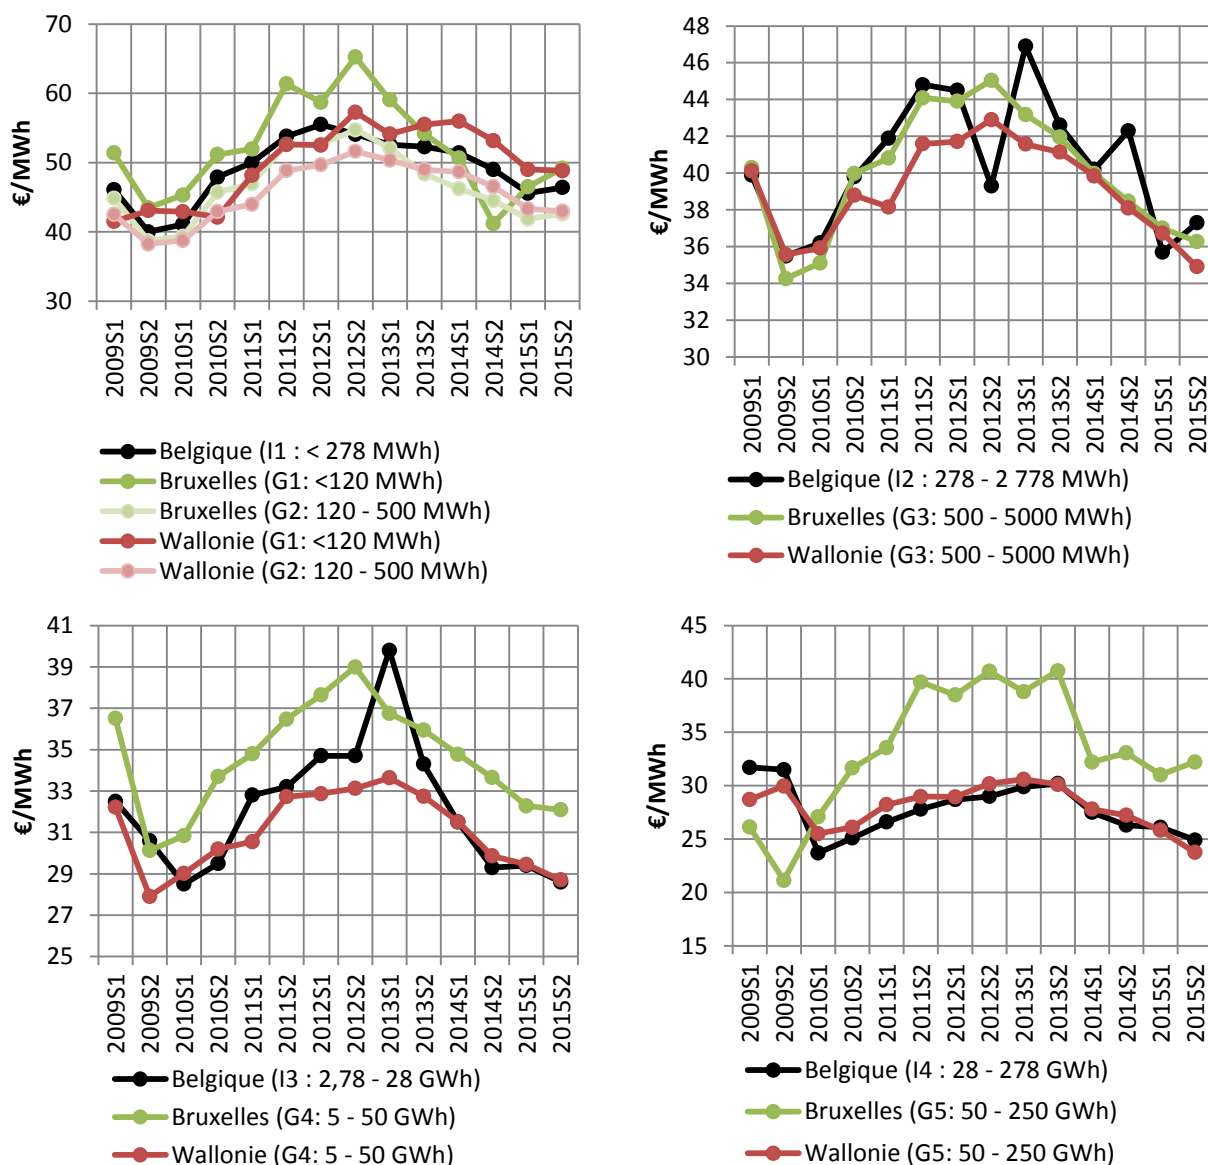 70
60
50
40
30
€/MWh
2009S1
2009S2
2010S1
2010S2
2011S1
2011S2
2012S1
2012S2
2013S1
2013S2
2014S1
2014S2
2015S1
2015S2
Belgique (I1 : < 278 MWh)
Bruxelles (G1: <120 MWh)
Bruxelles (G2: 120 - 500 MWh)
Wallonie (G1: <120 MWh)
Wallonie (G2: 120 - 500 MWh)
48
46
44
42
40
38
36
34
32
30
€/MWh
2009S1
2009S2
2010S1
2010S2
2011S1
2011S2
2012S1
2012S2
2013S1
2013S2
2014S1
2014S2
2015S1
2015S2
Belgique (I2 : 278 - 2 778 MWh)
Bruxelles (G3: 500 - 5000 MWh)
Wallonie (G3: 500 - 5000 MWh)
41
39
37
35
33
31
29
27
25
€/MWh
2009S1
2009S2
2010S1
2010S2
2011S1
2011S2
2012S1
2012S2
2013S1
2013S2
2014S1
2014S2
2015S1
2015S2
Belgique (I3 : 2,78 - 28 GWh)
Bruxelles (G4: 5 - 50 GWh)
Wallonie (G4: 5 - 50 GWh)
45
40
35
30
25
20
15
€/MWh
2009S1
2009S2
2010S1
2010S2
2011S1
2011S2
2012S1
2012S2
2013S1
2013S2
2014S1
2014S2
2015S1
2015S2
Belgique (I4 : 28 - 278 GWh)
Bruxelles (G5: 50 - 250 GWh)
Wallonie (G5: 50 - 250 GWh)